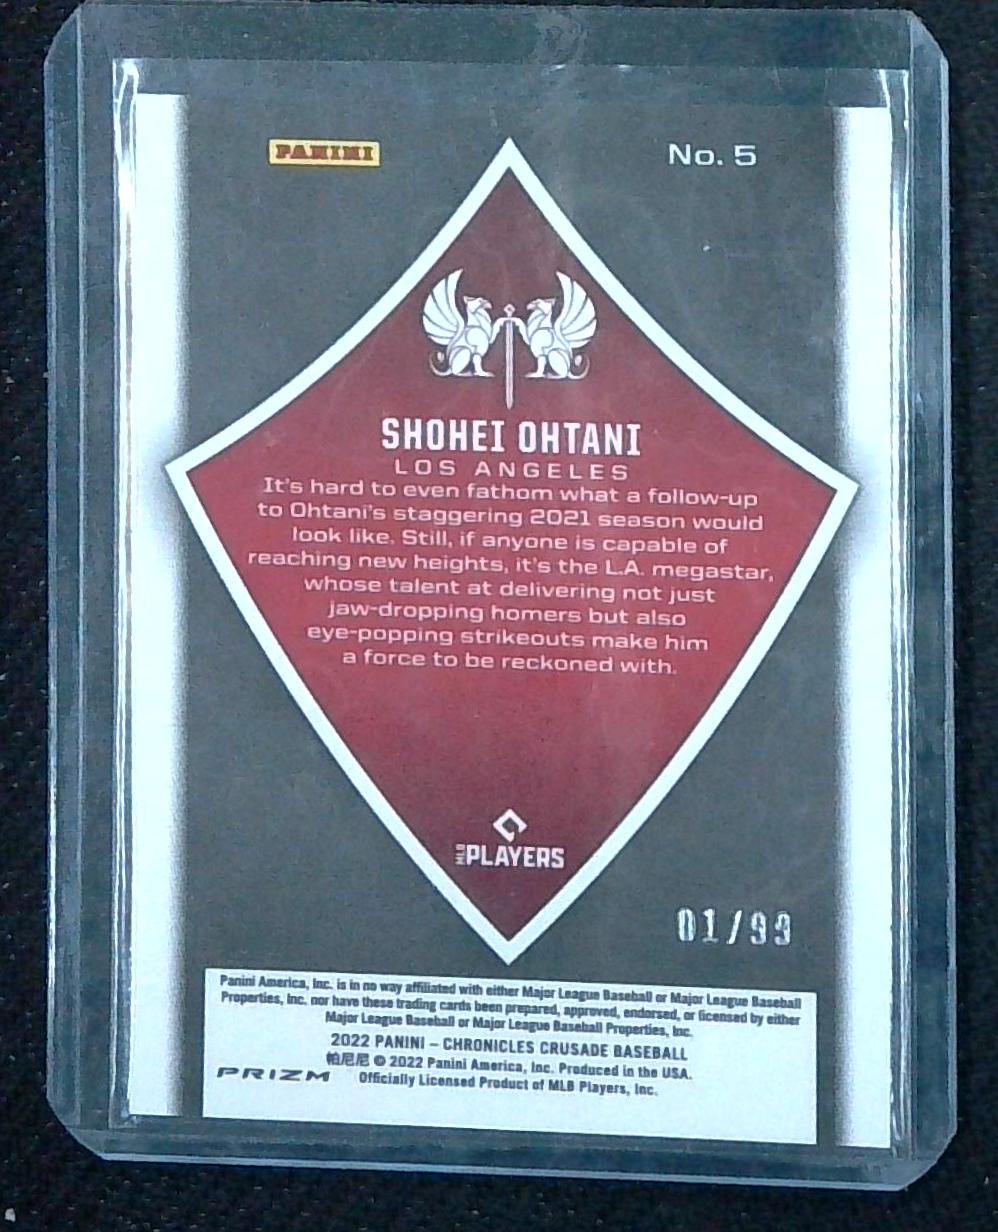 PANINI
No. 5
SHOHEI OHTANI
LOS ANGELES
It's hard to even fathom what a follow-up
to Ohtani's staggering 2021 season would
look like. Still, if anyone is capable of
reaching new heights, it's the L.A. megastar,
whose talent at delivering not just
jaw-dropping homers but also
eye-popping strikeouts make him
a force to be reckoned with.
MLB PLAYERS
01/99
Panini America, Inc. is in no way affiliated with either Major League Baseball or Major League Baseball
Properties, Inc. nor have these trading cards been prepared, approved, endorsed, or licensed by either
Major League Baseball or Major League Baseball Properties, Inc.
2022 PANINI – CHRONICLES CRUSADE BASEBALL
帕尼尼 © 2022 Panini America, Inc. Produced in the USA.
PRIZM
Officially Licensed Product of MLB Players, Inc.